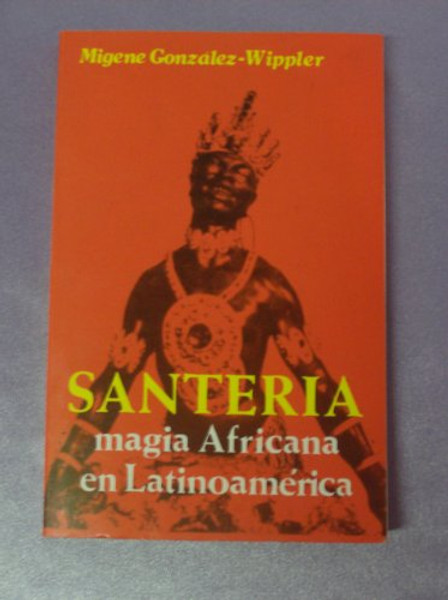 Migene González-Wippler
SANTERIA
magia Africana
en Latinoamérica